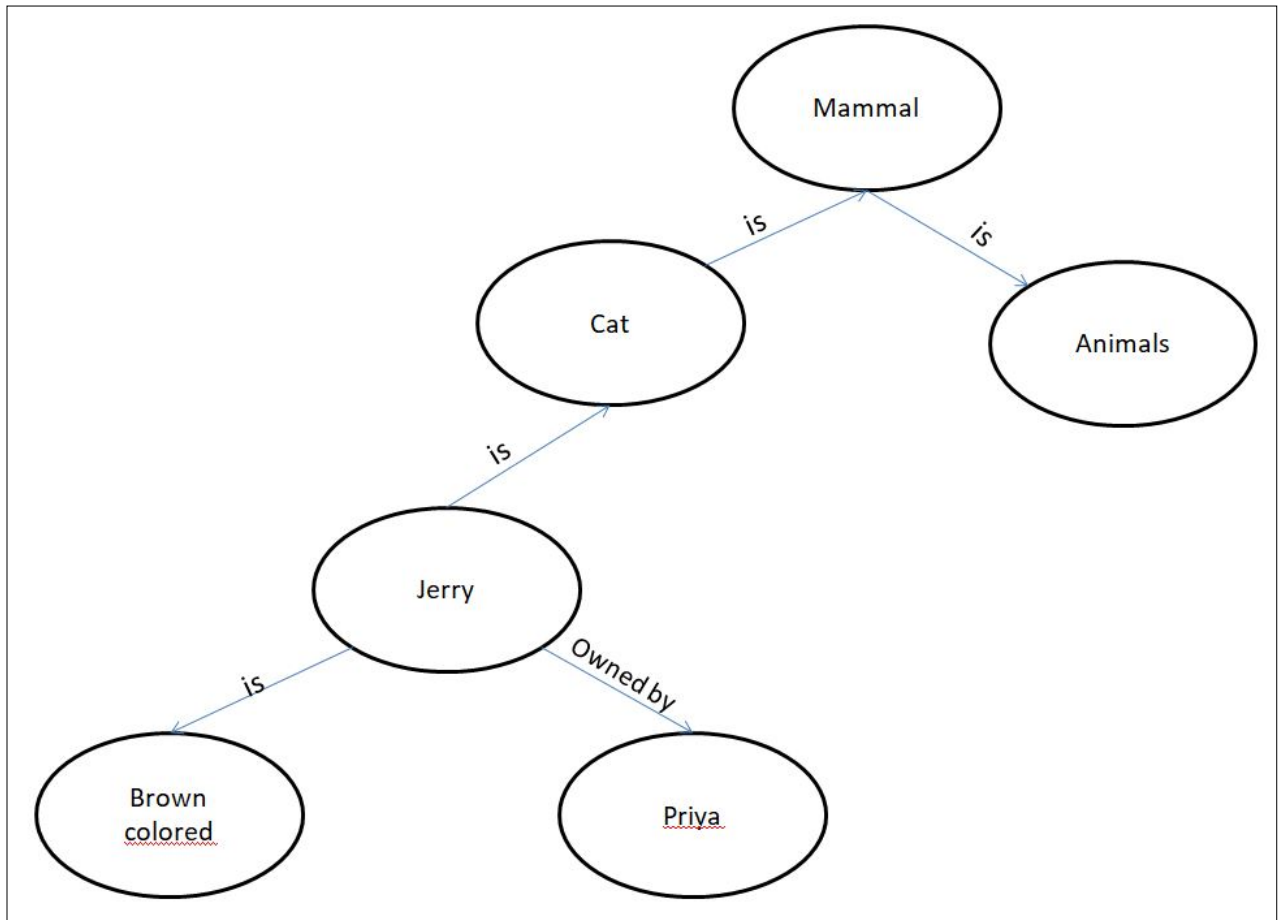 Mammal
is
is
Cat
Animals
is
Jerry
is
Owned by
Brown
colored
Priya